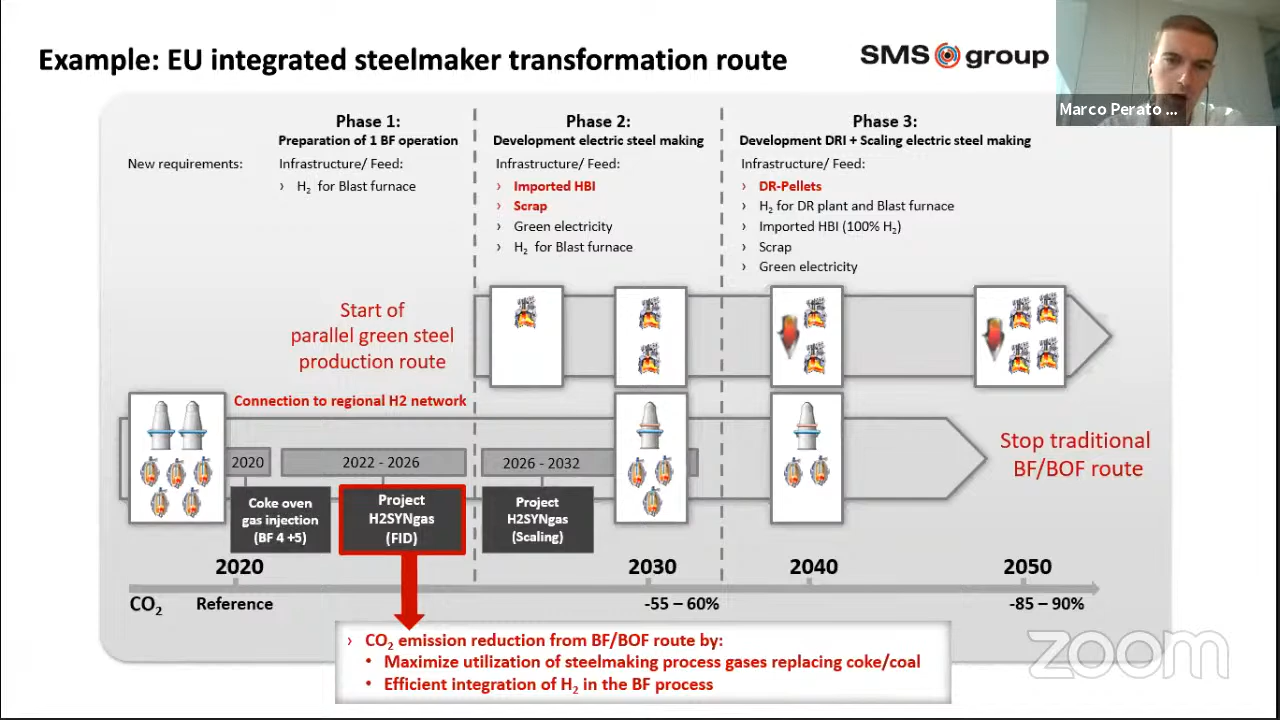 Example: EU integrated steelmaker transformation route
SMS group
Marco Perato ...
Phase 1:
Preparation of 1 BF operation
Phase 2:
Development electric steel making
Phase 3:
Development DRI + Scaling electric steel making
New requirements:
Infrastructure/ Feed:
› H₂ for Blast furnace
Infrastructure/ Feed:
› Imported HBI
› Scrap
› Green electricity
› H₂ for Blast furnace
Infrastructure/ Feed:
› DR-Pellets
› H₂ for DR plant and Blast furnace
› Imported HBI (100% H₂)
› Scrap
› Green electricity
Start of
parallel green steel
production route
Connection to regional H2 network
2020
2022 - 2026
2026 - 2032
Stop traditional
BF/BOF route
Coke oven
gas injection
(BF 4 +5)
Project
H2SYNgas
(FID)
Project
H2SYNgas
(Scaling)
2020
2030
2040
2050
CO₂
Reference
-55 – 60%
-85 – 90%
› CO₂ emission reduction from BF/BOF route by:
• Maximize utilization of steelmaking process gases replacing coke/coal
• Efficient integration of H₂ in the BF process
zoom